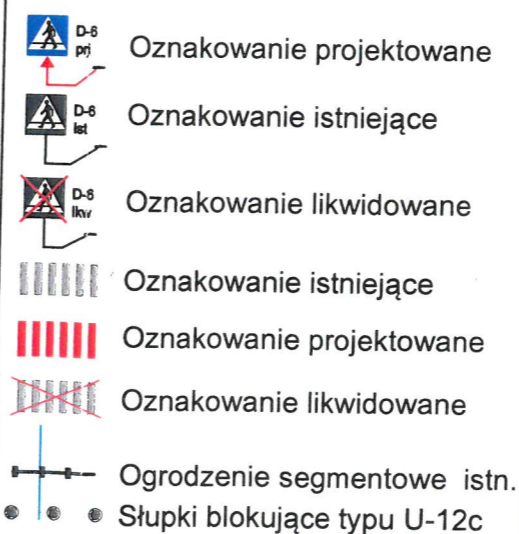 D-6
prj
Oznakowanie projektowane
D-6
ist
Oznakowanie istniejące
D-6
lkw
Oznakowanie likwidowane
Oznakowanie istniejące
Oznakowanie projektowane
Oznakowanie likwidowane
Ogrodzenie segmentowe istn.
Słupki blokujące typu U-12c